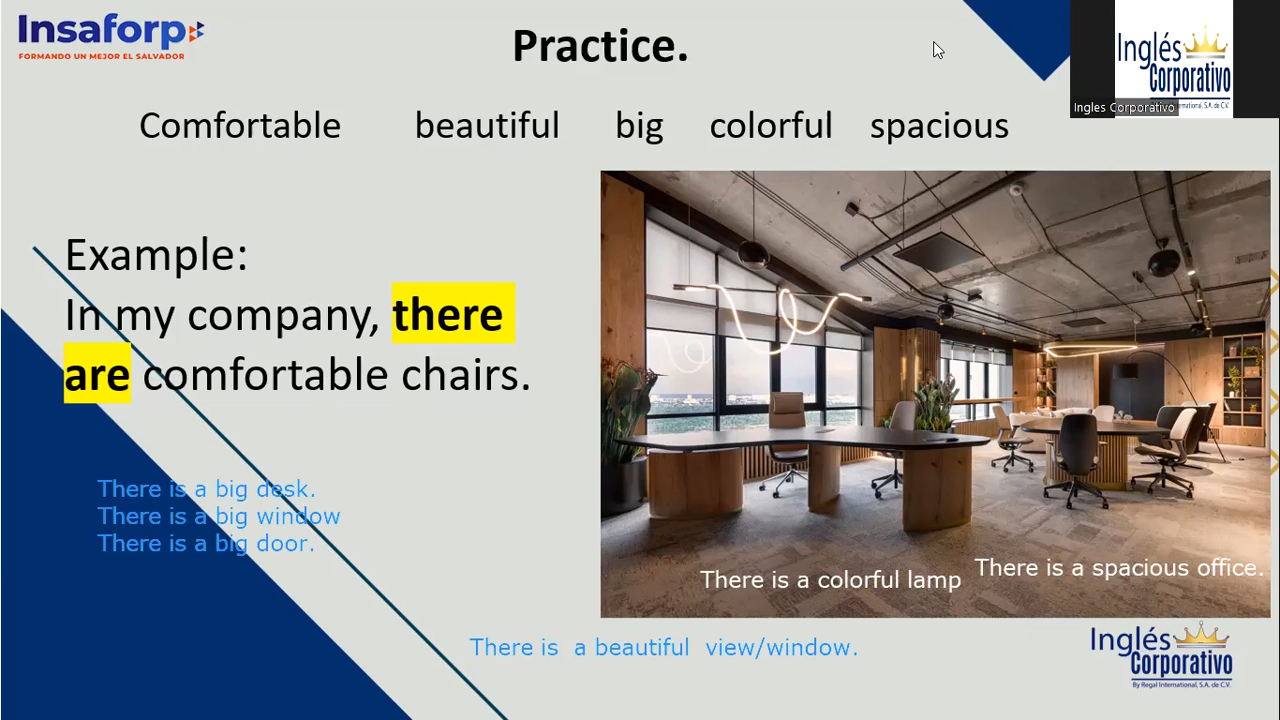 Insaforp
FORMANDO UN MEJOR EL SALVADOR
Practice.
Inglés
Corporativo
Ingles Corporativo
Comfortable beautiful big colorful spacious
Example:
In my company, there
are comfortable chairs.
There is a big desk.
There is a big window
There is a big door.
There is a colorful lamp
There is a spacious office.
There is a beautiful view/window.
Inglés
Corporativo
By Regal International, S.A. de C.V.